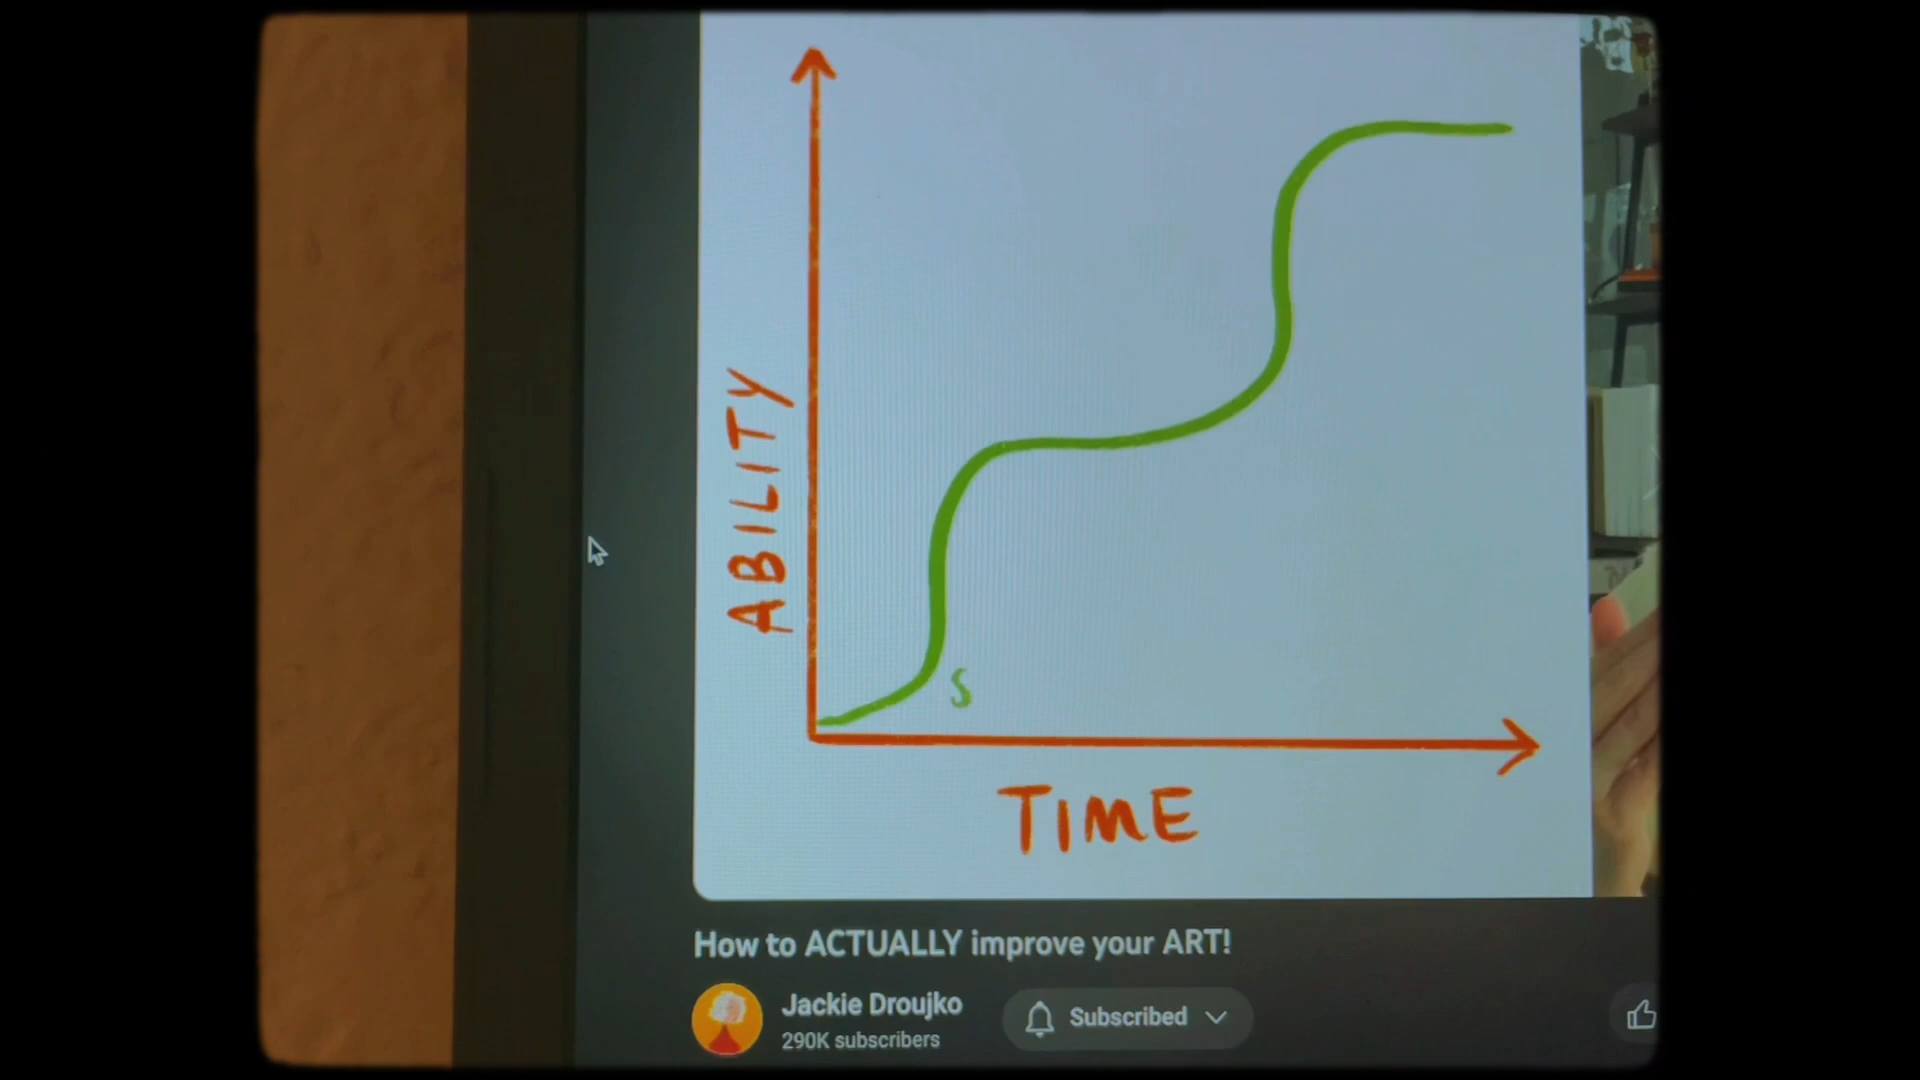 ABILITY
S
TIME
How to ACTUALLY improve your ART!
Jackie Droujko
290K subscribers
Subscribed